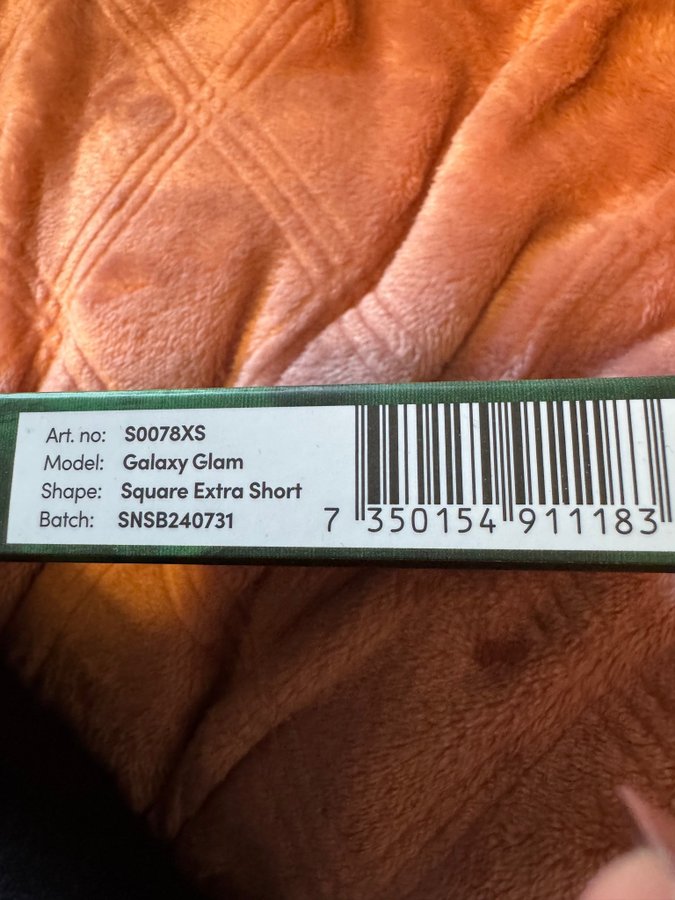 Art. no: S0078XS
Model: Galaxy Glam
Shape: Square Extra Short
Batch: SNSB240731
7 350154 911183